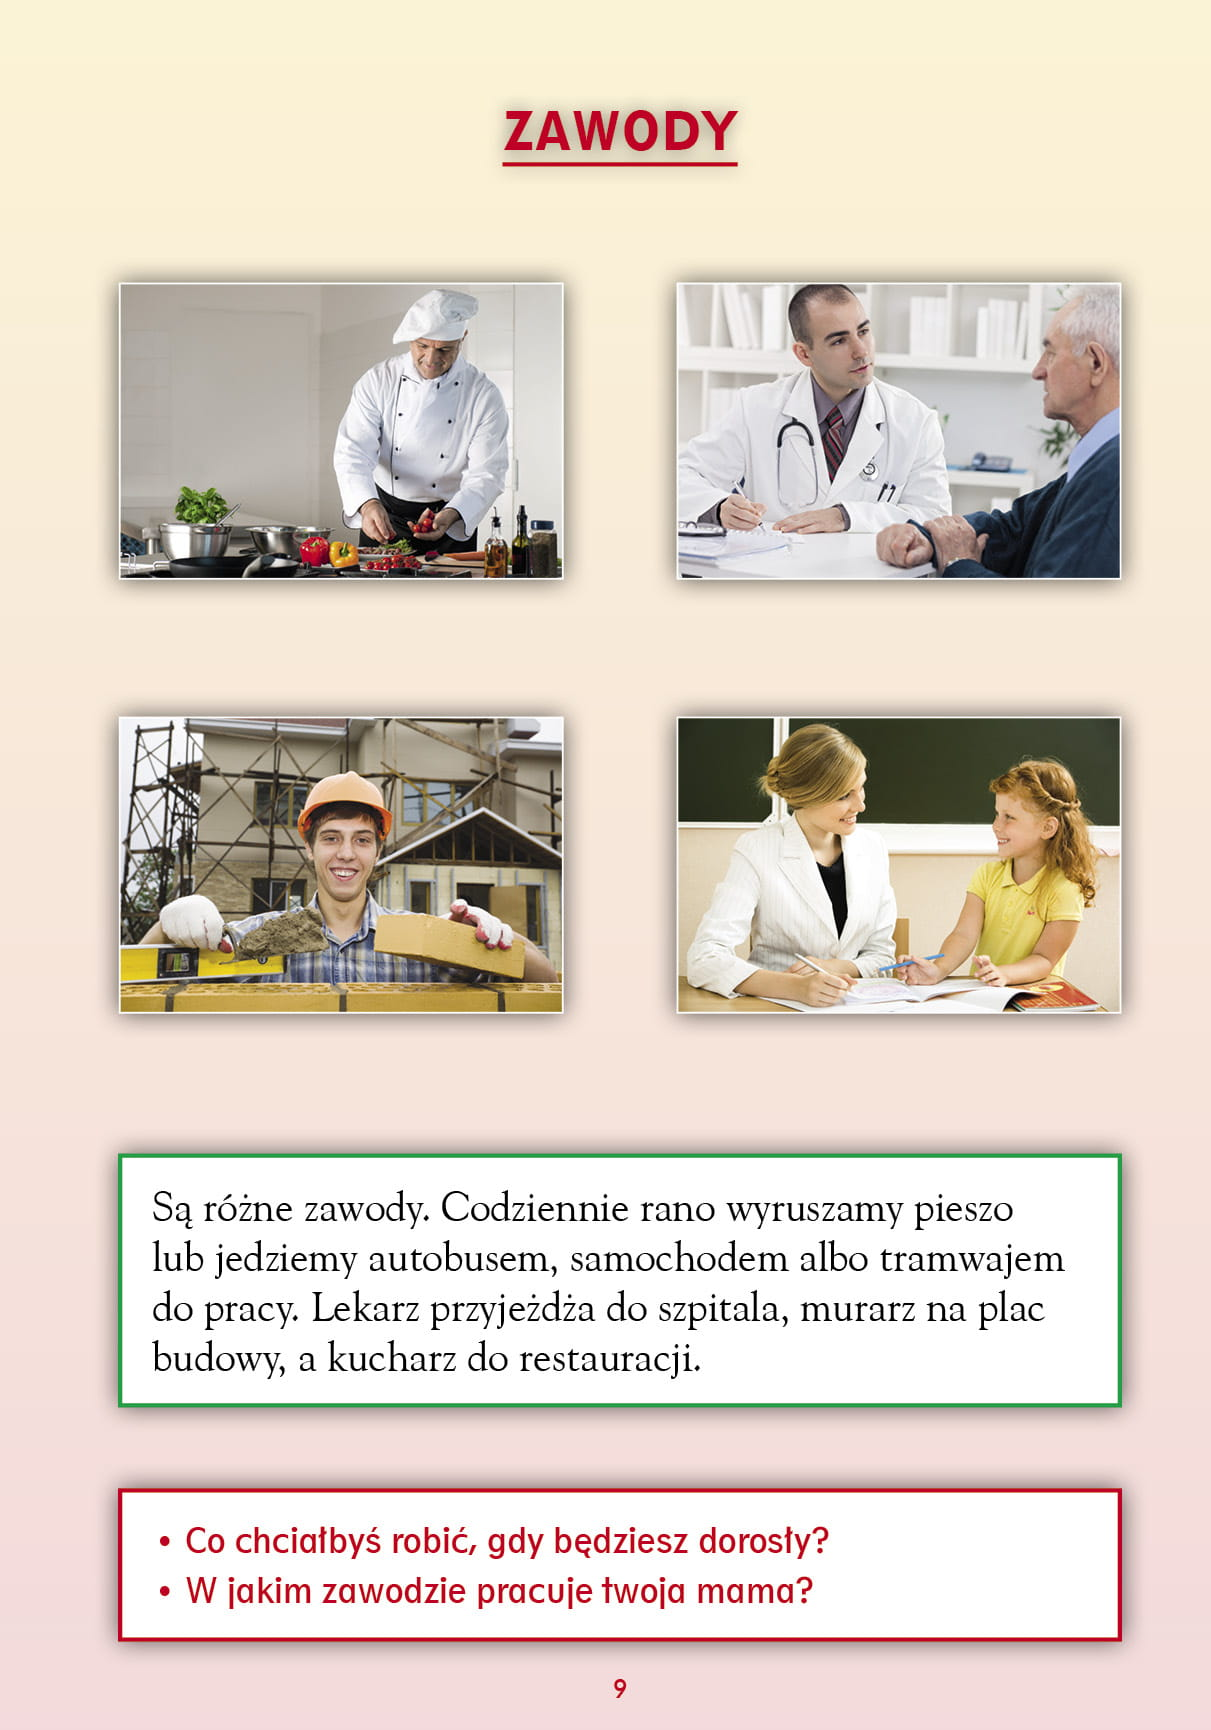 ZAWODY
Są różne zawody. Codziennie rano wyruszamy pieszo
lub jedziemy autobusem, samochodem albo tramwajem
do pracy. Lekarz przyjeżdża do szpitala, murarz na plac
budowy, a kucharz do restauracji.
• Co chciałbyś robić, gdy będziesz dorosły?
• W jakim zawodzie pracuje twoja mama?
9